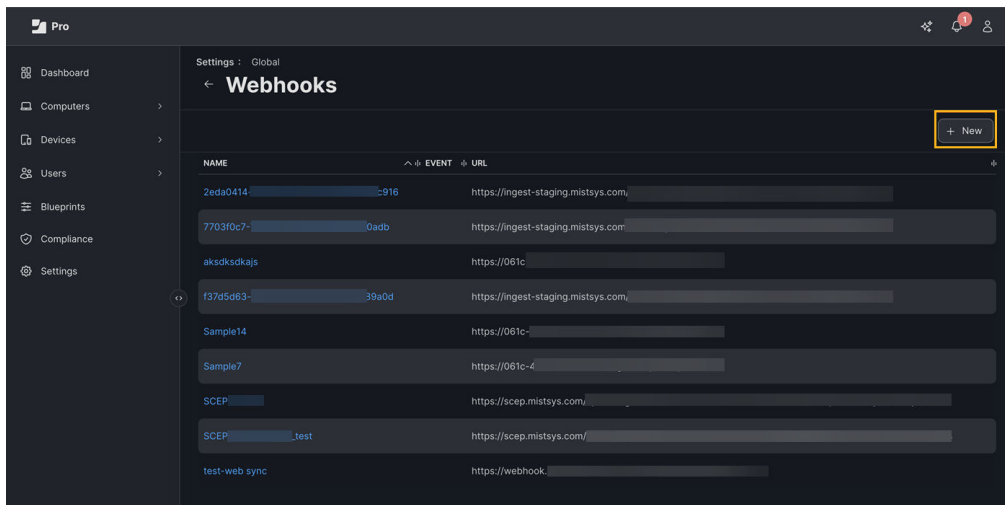 Pro
1
Settings : Global
Webhooks
Dashboard
Computers
Devices
Users
Blueprints
Compliance
Settings
+ New
NAME EVENT URL
2eda0414- c916 https://ingest-staging.mistsys.com/
7703f0c7- 0adb https://ingest-staging.mistsys.com
aksdksdkajs https://061c
f37d5d63- 39a0d https://ingest-staging.mistsys.com/
Sample14 https://061c-
Sample7 https://061c-4
SCEP https://scep.mistsys.com/
SCEP _test https://scep.mistsys.com/
test-web sync https://webhook.